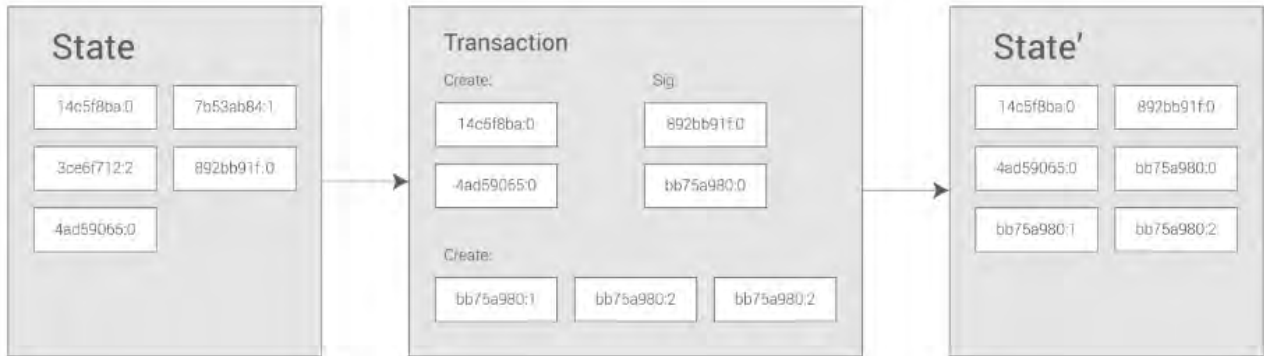 State
14c5f8ba:0 7b53ab84:1
3ce6f712:2 892bb91f:0
4ad59065:0
Transaction
Create: Sig:
14c5f8ba:0 892bb91f:0
4ad59065:0 bb75a980:0
Create:
bb75a980:1 bb75a980:2 bb75a980:2
State'
14c5f8ba:0 892bb91f:0
4ad59065:0 bb75a980:0
bb75a980:1 bb75a980:2